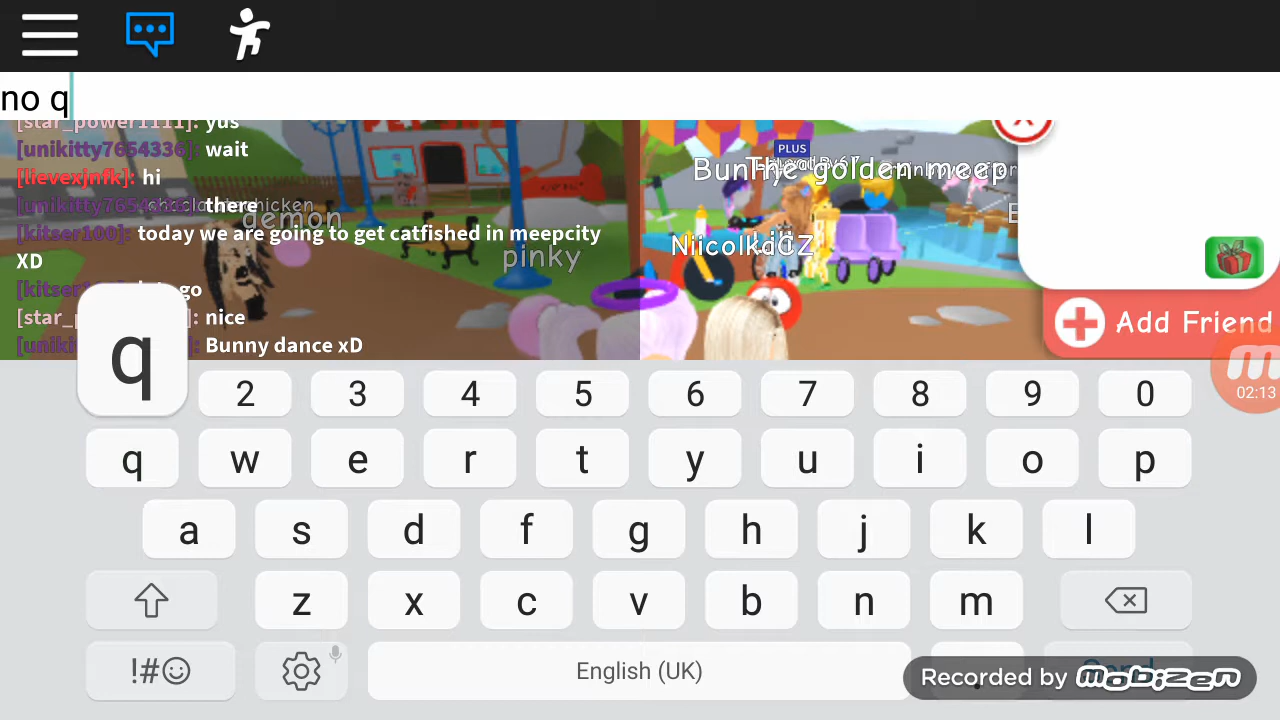 no q
[star_power1111]: yus
[unikitty7654336]: wait
[lievexjnfk]: hi
there
[kitser100]: today we are going to get catfished in meepcity
XD
go
nice
Bunny dance xD
demon
pinky
PLUS
The golden meep
Add Friend
02:13
q
2 3 4 5 6 7 8 9 0
q w e r t y u i o p
a s d f g h j k l
z x c v b n m
!#☺ English (UK)
Recorded by mobizen